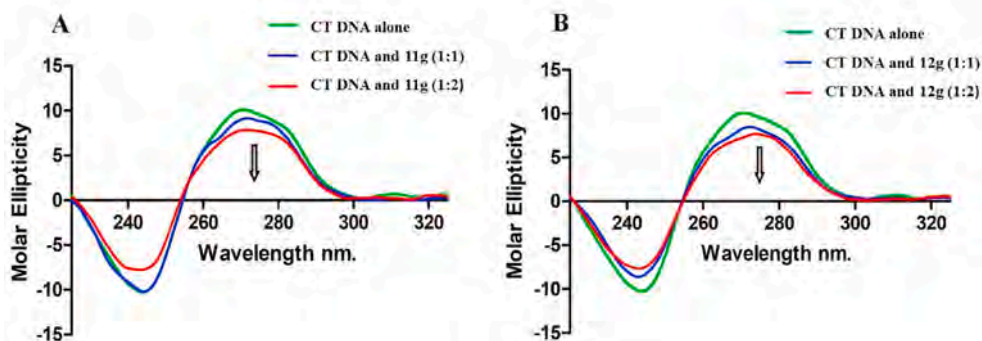 A
CT DNA alone
CT DNA and 11g (1:1)
CT DNA and 11g (1:2)
15
10
5
0
-5
-10
-15
240
260
280
300
320
Molar Ellipticity
Wavelength nm.
B
CT DNA alone
CT DNA and 12g (1:1)
CT DNA and 12g (1:2)
15
10
5
0
-5
-10
-15
240
260
280
300
320
Molar Ellipticity
Wavelength nm.